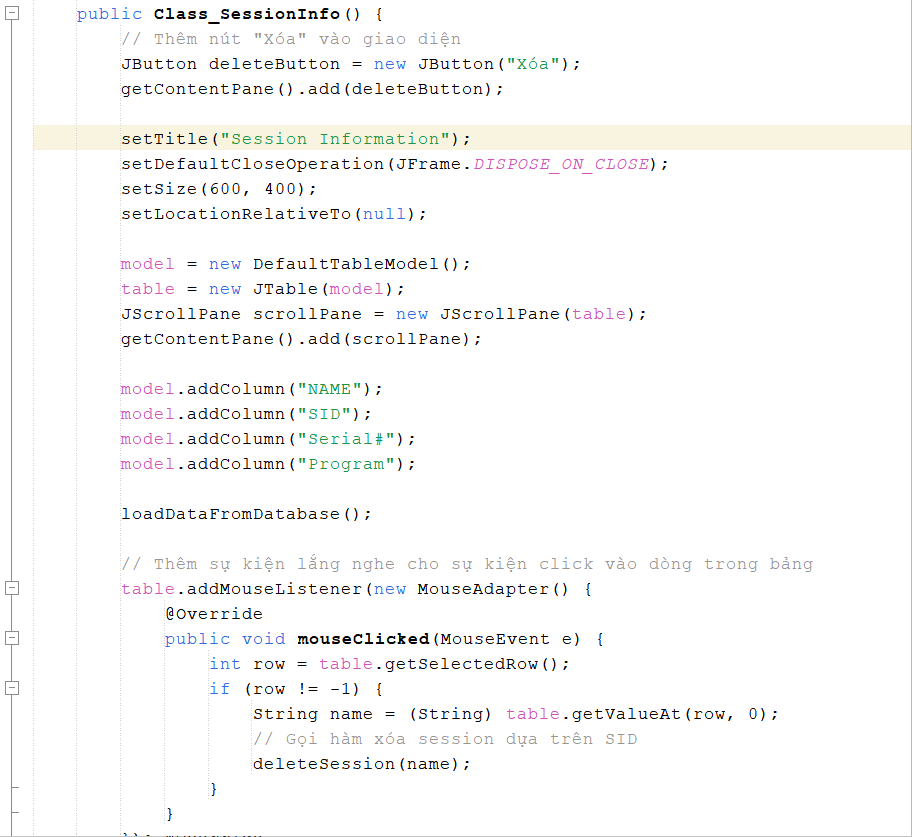 public Class_SessionInfo() {
// Thêm nút "Xóa" vào giao diện
JButton deleteButton = new JButton("Xóa");
getContentPane().add(deleteButton);
setTitle("Session Information");
setDefaultCloseOperation(JFrame.DISPOSE_ON_CLOSE);
setSize(600, 400);
setLocationRelativeTo(null);
model = new DefaultTableModel();
table = new JTable(model);
JScrollPane scrollPane = new JScrollPane(table);
getContentPane().add(scrollPane);
model.addColumn("NAME");
model.addColumn("SID");
model.addColumn("Serial#");
model.addColumn("Program");
loadDataFromDatabase();
// Thêm sự kiện lắng nghe cho sự kiện click vào dòng trong bảng
table.addMouseListener(new MouseAdapter() {
@Override
public void mouseClicked(MouseEvent e) {
int row = table.getSelectedRow();
if (row != -1) {
String name = (String) table.getValueAt(row, 0);
// Gọi hàm xóa session dựa trên SID
deleteSession(name);
}
}